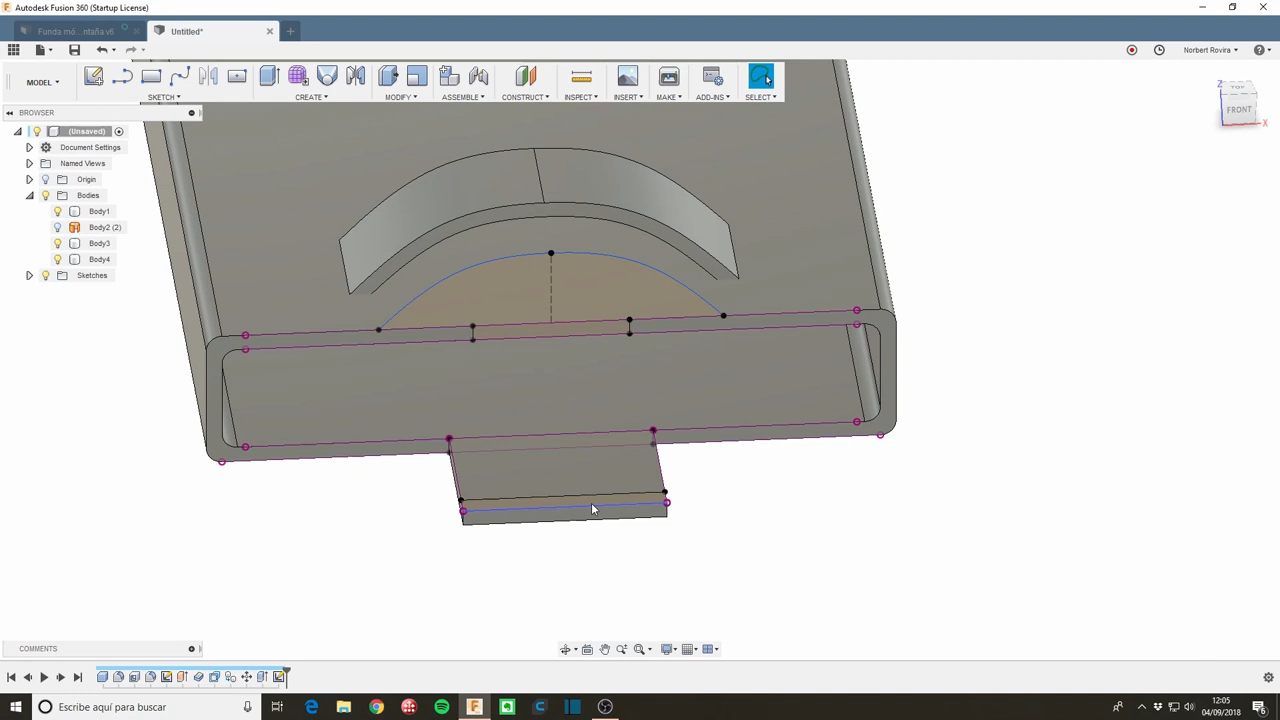 Autodesk Fusion 360 (Startup License)
Funda mó...ntaña v6
Untitled*
Norbert Rovira
MODEL
SKETCH
CREATE
MODIFY
ASSEMBLE
CONSTRUCT
INSPECT
INSERT
MAKE
ADD-INS
SELECT
TOP
FRONT
Z
X
BROWSER
(Unsaved)
Document Settings
Named Views
Origin
Bodies
Body1
Body2 (2)
Body3
Body4
Sketches
COMMENTS
Escribe aquí para buscar
12:05
04/09/2018